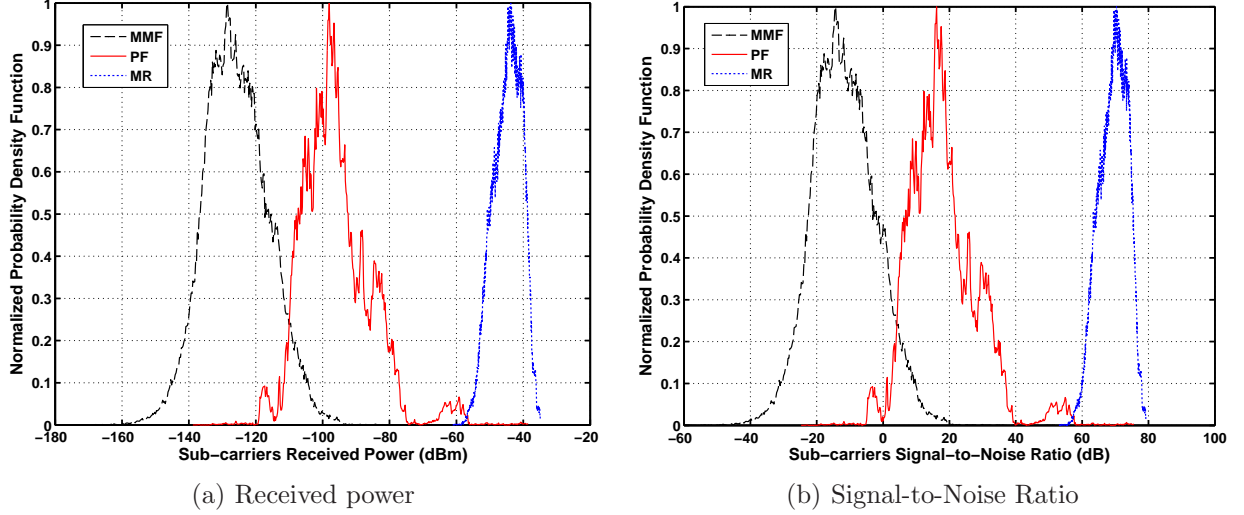 Normalized Probability Density Function
1
0.9
0.8
0.7
0.6
0.5
0.4
0.3
0.2
0.1
0
MMF
PF
MR
−180 −160 −140 −120 −100 −80 −60 −40 −20
Sub−carriers Received Power (dBm)
(a) Received power
Normalized Probability Density Function
1
0.9
0.8
0.7
0.6
0.5
0.4
0.3
0.2
0.1
0
MMF
PF
MR
−60 −40 −20 0 20 40 60 80 100
Sub−carriers Signal−to−Noise Ratio (dB)
(b) Signal-to-Noise Ratio